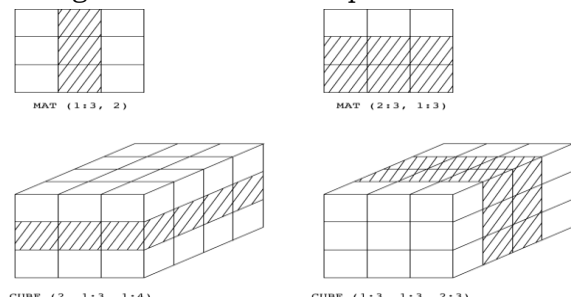 MAT (1:3, 2)
MAT (2:3, 1:3)
CUBE (2, 1:3, 1:4)
CUBE (1:3, 1:3, 2:3)